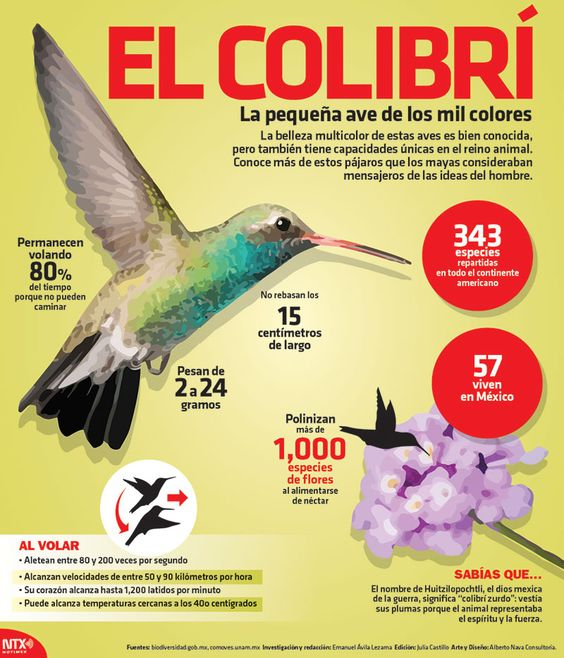 EL COLIBRÍ
La pequeña ave de los mil colores
La belleza multicolor de estas aves es bien conocida,
pero también tiene capacidades únicas en el reino animal.
Conoce más de estos pájaros que los mayas consideraban
mensajeros de las ideas del hombre.
Permanecen
volando
80%
del tiempo
porque no pueden
caminar
343
especies
repartidas
en todo el continente
americano
No rebasan los
15
centímetros
de largo
Pesan de
2 a 24
gramos
57
viven
en México
Polinizan
más de
1,000
especies
de flores
al alimentarse
de néctar
AL VOLAR
• Aletean entre 80 y 200 veces por segundo
• Alcanzan velocidades de entre 50 y 90 kilómetros por hora
• Su corazón alcanza hasta 1,200 latidos por minuto
• Puede alcanza temperaturas cercanas a los 40o centígrados
SABÍAS QUE...
El nombre de Huitzilopochtli, el dios mexica
de la guerra, significa “colibrí zurdo”: vestía
sus plumas porque el animal representaba
el espíritu y la fuerza.
NTX
NOTIMEX
Fuentes: biodiversidad.gob.mx, comoves.unam.mx Investigación y redacción: Emanuel Ávila Lezama Edición: Julia Castillo Arte y Diseño: Alberto Nava Consultoría.